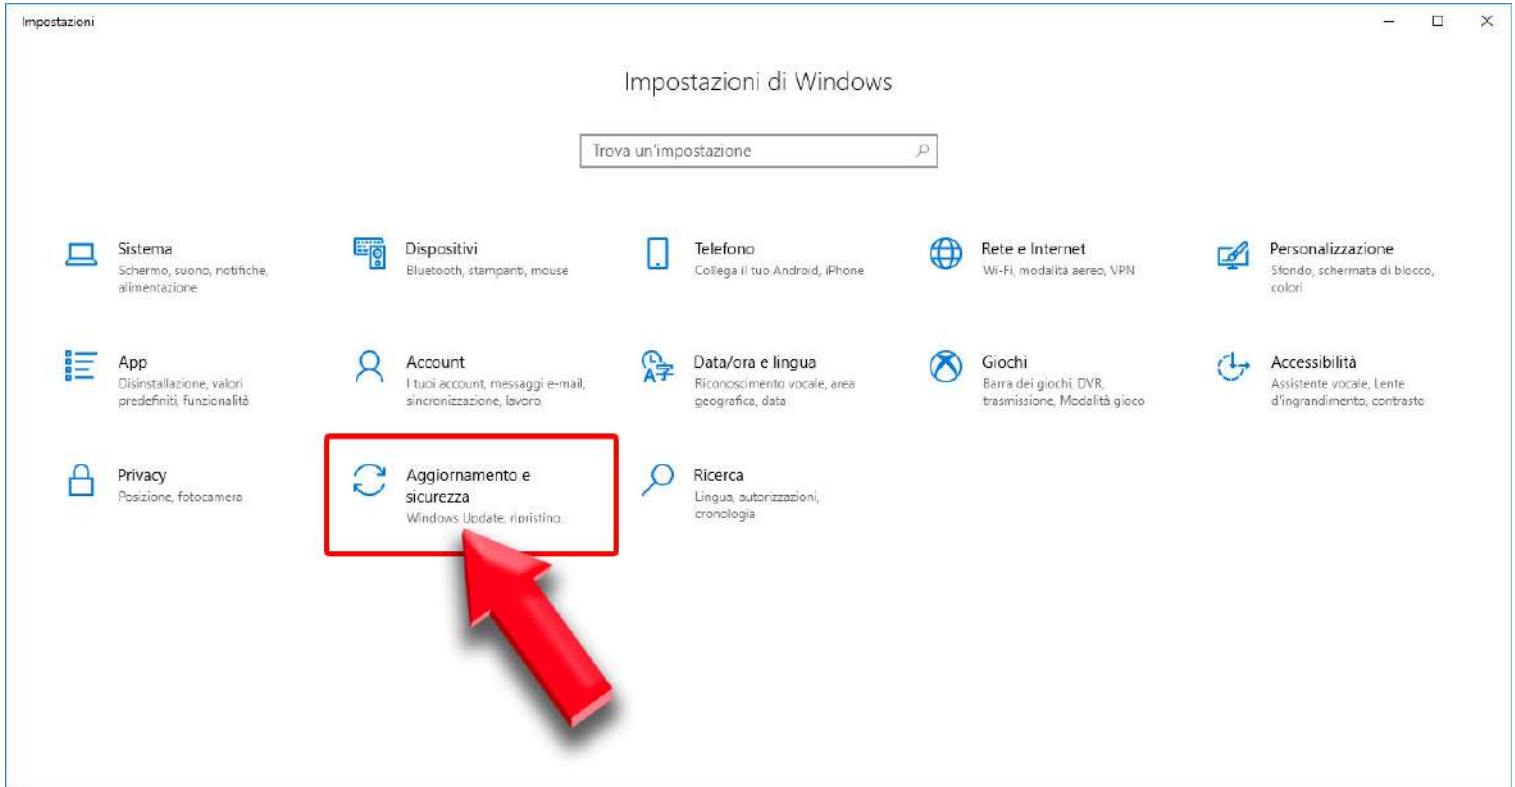 Impostazioni
Impostazioni di Windows
Trova un'impostazione
Sistema
Schermo, suono, notifiche,
alimentazione
Dispositivi
Bluetooth, stampanti, mouse
Telefono
Collega il tuo Android, iPhone
Rete e Internet
Wi-Fi, modalità aereo, VPN
Personalizzazione
Sfondo, schermata di blocco,
colori
App
Disinstallazione, valori
predefiniti, funzionalità
Account
I tuoi account, messaggi e-mail,
sincronizzazione, lavoro
Data/ora e lingua
Riconoscimento vocale, area
geografica, data
Giochi
Barra dei giochi, DVR,
trasmissione, Modalità gioco
Accessibilità
Assistente vocale, Lente
d'ingrandimento, contrasto
Privacy
Posizione, fotocamera
Aggiornamento e
sicurezza
Windows Update, ripristino,
Ricerca
Lingua, autorizzazioni,
cronologia